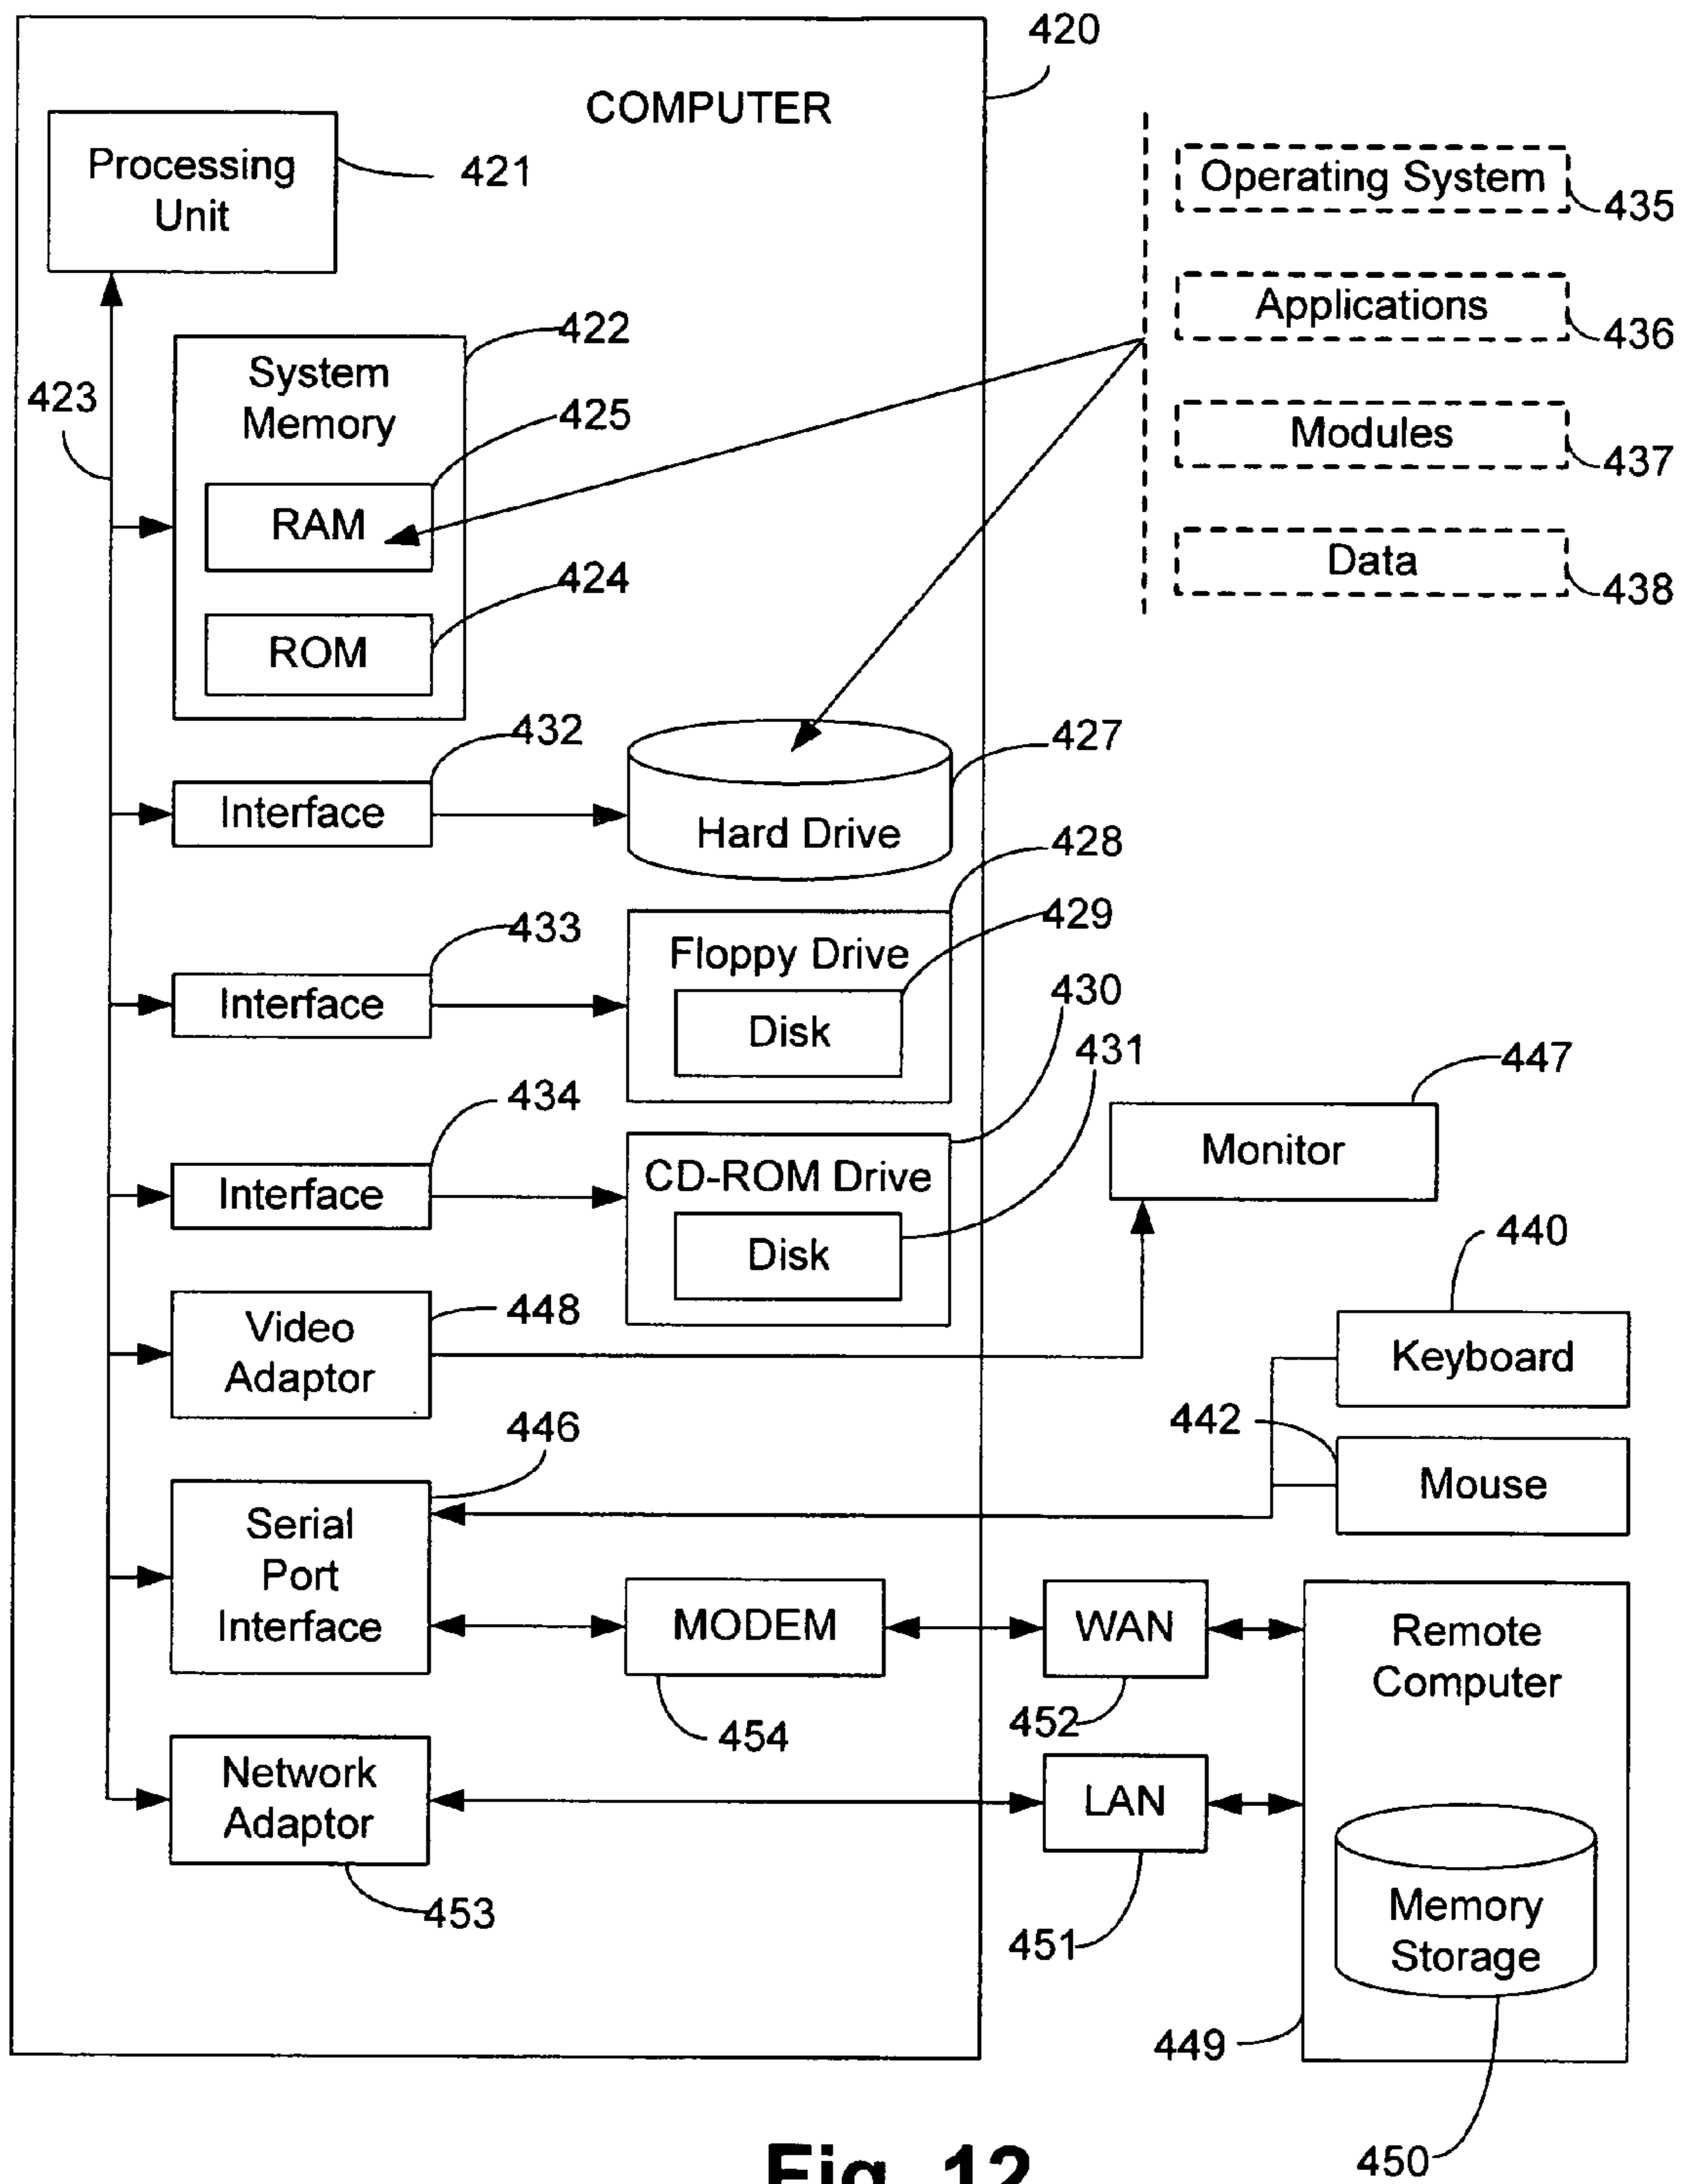 420
COMPUTER
Processing
Unit
421
Operating System
435
Applications
436
Modules
437
Data
438
423
422
System
Memory
425
RAM
424
ROM
432
Interface
427
Hard Drive
433
Interface
428
Floppy Drive
429
Disk
434
Interface
430
CD-ROM Drive
431
Disk
447
Monitor
448
Video
Adaptor
440
Keyboard
442
Mouse
446
Serial
Port
Interface
MODEM
454
WAN
452
Remote
Computer
Network
Adaptor
453
LAN
451
Memory
Storage
449
450
Fig. 12